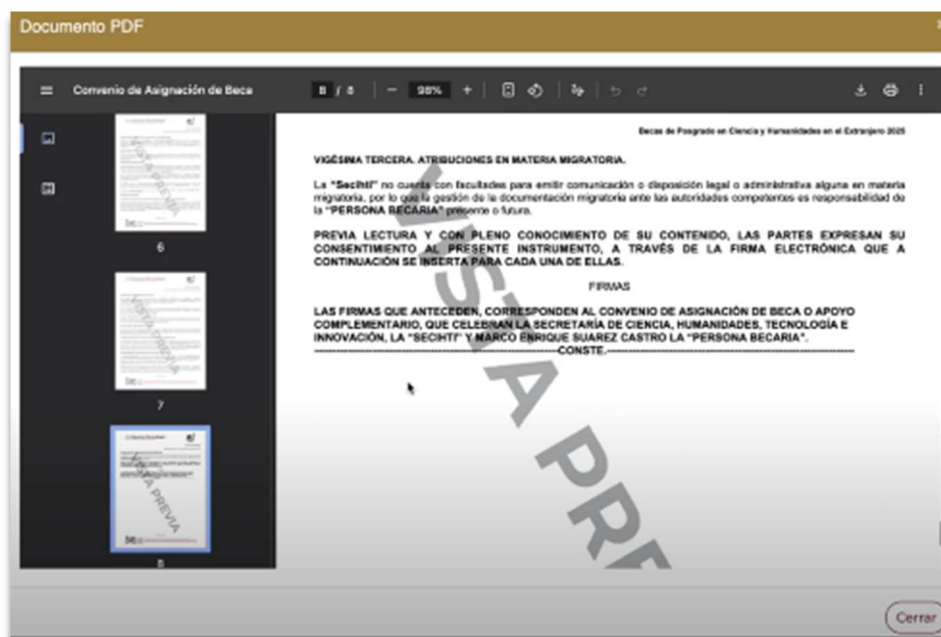 Documento PDF
Convenio de Asignación de Beca
8 / 8
98%
6
7
8
Becas de Posgrado en Ciencia y Humanidades en el Extranjero 2025
VIGÉSIMA TERCERA. ATRIBUCIONES EN MATERIA MIGRATORIA.
La "Secihti" no cuenta con facultades para emitir comunicación o disposición legal o administrativa alguna en materia
migratoria, por lo que la gestión de la documentación migratoria ante las autoridades competentes es responsabilidad de
la "PERSONA BECARIA" presente o futura.
PREVIA LECTURA Y CON PLENO CONOCIMIENTO DE SU CONTENIDO, LAS PARTES EXPRESAN SU
CONSENTIMIENTO AL PRESENTE INSTRUMENTO, A TRAVÉS DE LA FIRMA ELECTRÓNICA QUE A
CONTINUACIÓN SE INSERTA PARA CADA UNA DE ELLAS.
FIRMAS
LAS FIRMAS QUE ANTECEDEN, CORRESPONDEN AL CONVENIO DE ASIGNACIÓN DE BECA O APOYO
COMPLEMENTARIO, QUE CELEBRAN LA SECRETARÍA DE CIENCIA, HUMANIDADES, TECNOLOGÍA E
INNOVACIÓN, LA "SECIHTI" Y MARCO ENRIQUE SUAREZ CASTRO LA "PERSONA BECARIA".
CONSTE.
VISTA PRE
VISTA PREVIA
VISTA PREVIA
VISTA PREVIA
Cerrar